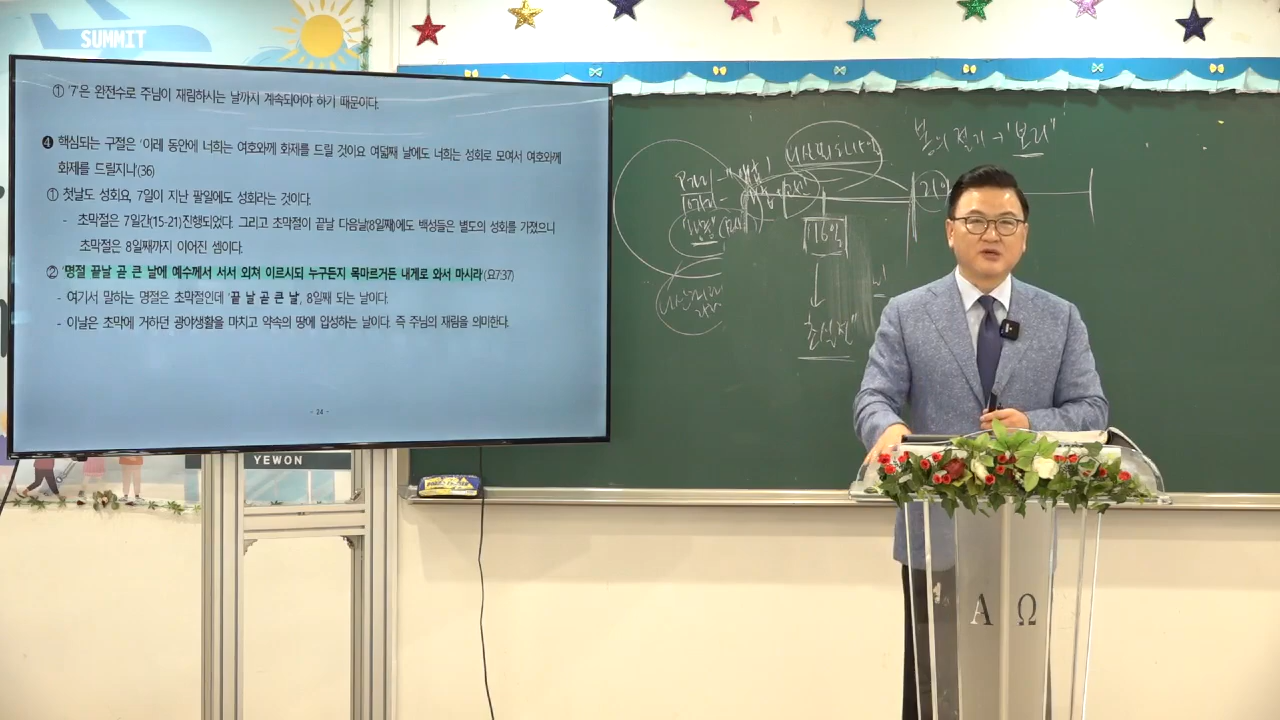 SUMMIT
① '7'은 완전수로 주님이 재림하시는 날까지 계속되어야 하기 때문이다.
❹ 핵심되는 구절은 '이레 동안에 너희는 여호와께 화제를 드릴 것이요 여덟째 날에도 너희는 성회로 모여서 여호와께
화제를 드릴지니'(36)
① 첫날도 성회요, 7일이 지난 팔일에도 성회라는 것이다.
- 초막절은 7일간(15-21)진행되었다. 그리고 초막절이 끝날 다음날(8일째)에도 백성들은 별도의 성회를 가졌으니
초막절은 8일째까지 이어진 셈이다.
② '명절 끝날 곧 큰 날에 예수께서 서서 외쳐 이르시되 누구든지 목마르거든 내게로 와서 마시라'(요7:37)
- 여기서 말하는 명절은 초막절인데 '끝 날 곧 큰 날', 8일째 되는 날이다.
- 이날은 초막에 거하던 광야생활을 마치고 약속의 땅에 입성하는 날이다. 즉 주님의 재림을 의미한다.
- 24 -
YEWON
봄의 절기 → '보리"
21일
16일
초실절"
Α Ω